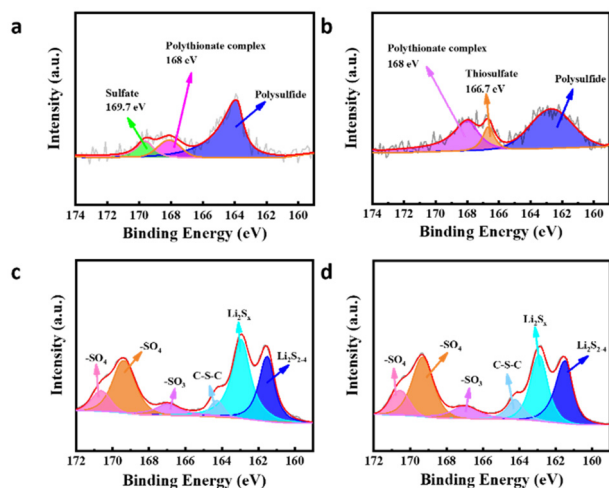 a
Polythionate complex
168 cV
Sulfate
169.7 eV
Polysulfide
Intensity (a.u.)
174 172 170 168 166 164 162 160
Binding Energy (eV)
b
Polythionate complex
168 eV
Thiosulfate
166.7 eV
Polysulfide
Intensity (a.u.)
174 172 170 168 166 164 162 160
Binding Energy (eV)
c
-SO₄
-SO₄
-SO₃
C-S-C
Li₂Sₓ
Li₂S₂₋₄
Intensity (a.u.)
172 170 168 166 164 162 160
Binding Energy (eV)
d
-SO₄
-SO₄
-SO₃
C-S-C
Li₂Sₓ
Li₂S₂₋₄
Intensity (a.u.)
172 170 168 166 164 162 160
Binding Energy (eV)